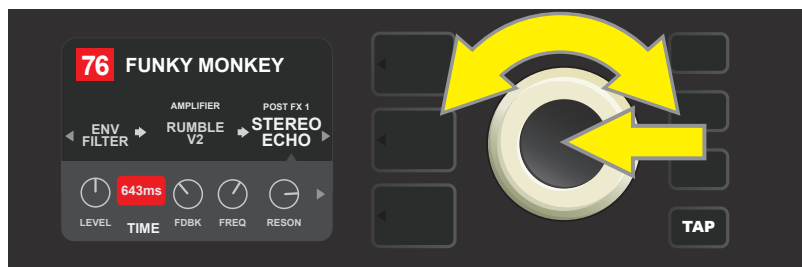 76 FUNKY MONKEY
AMPLIFIER POST FX 1
ENV RUMBLE STEREO
FILTER V2 ECHO
643ms
LEVEL TIME FDBK FREQ RESON
TAP